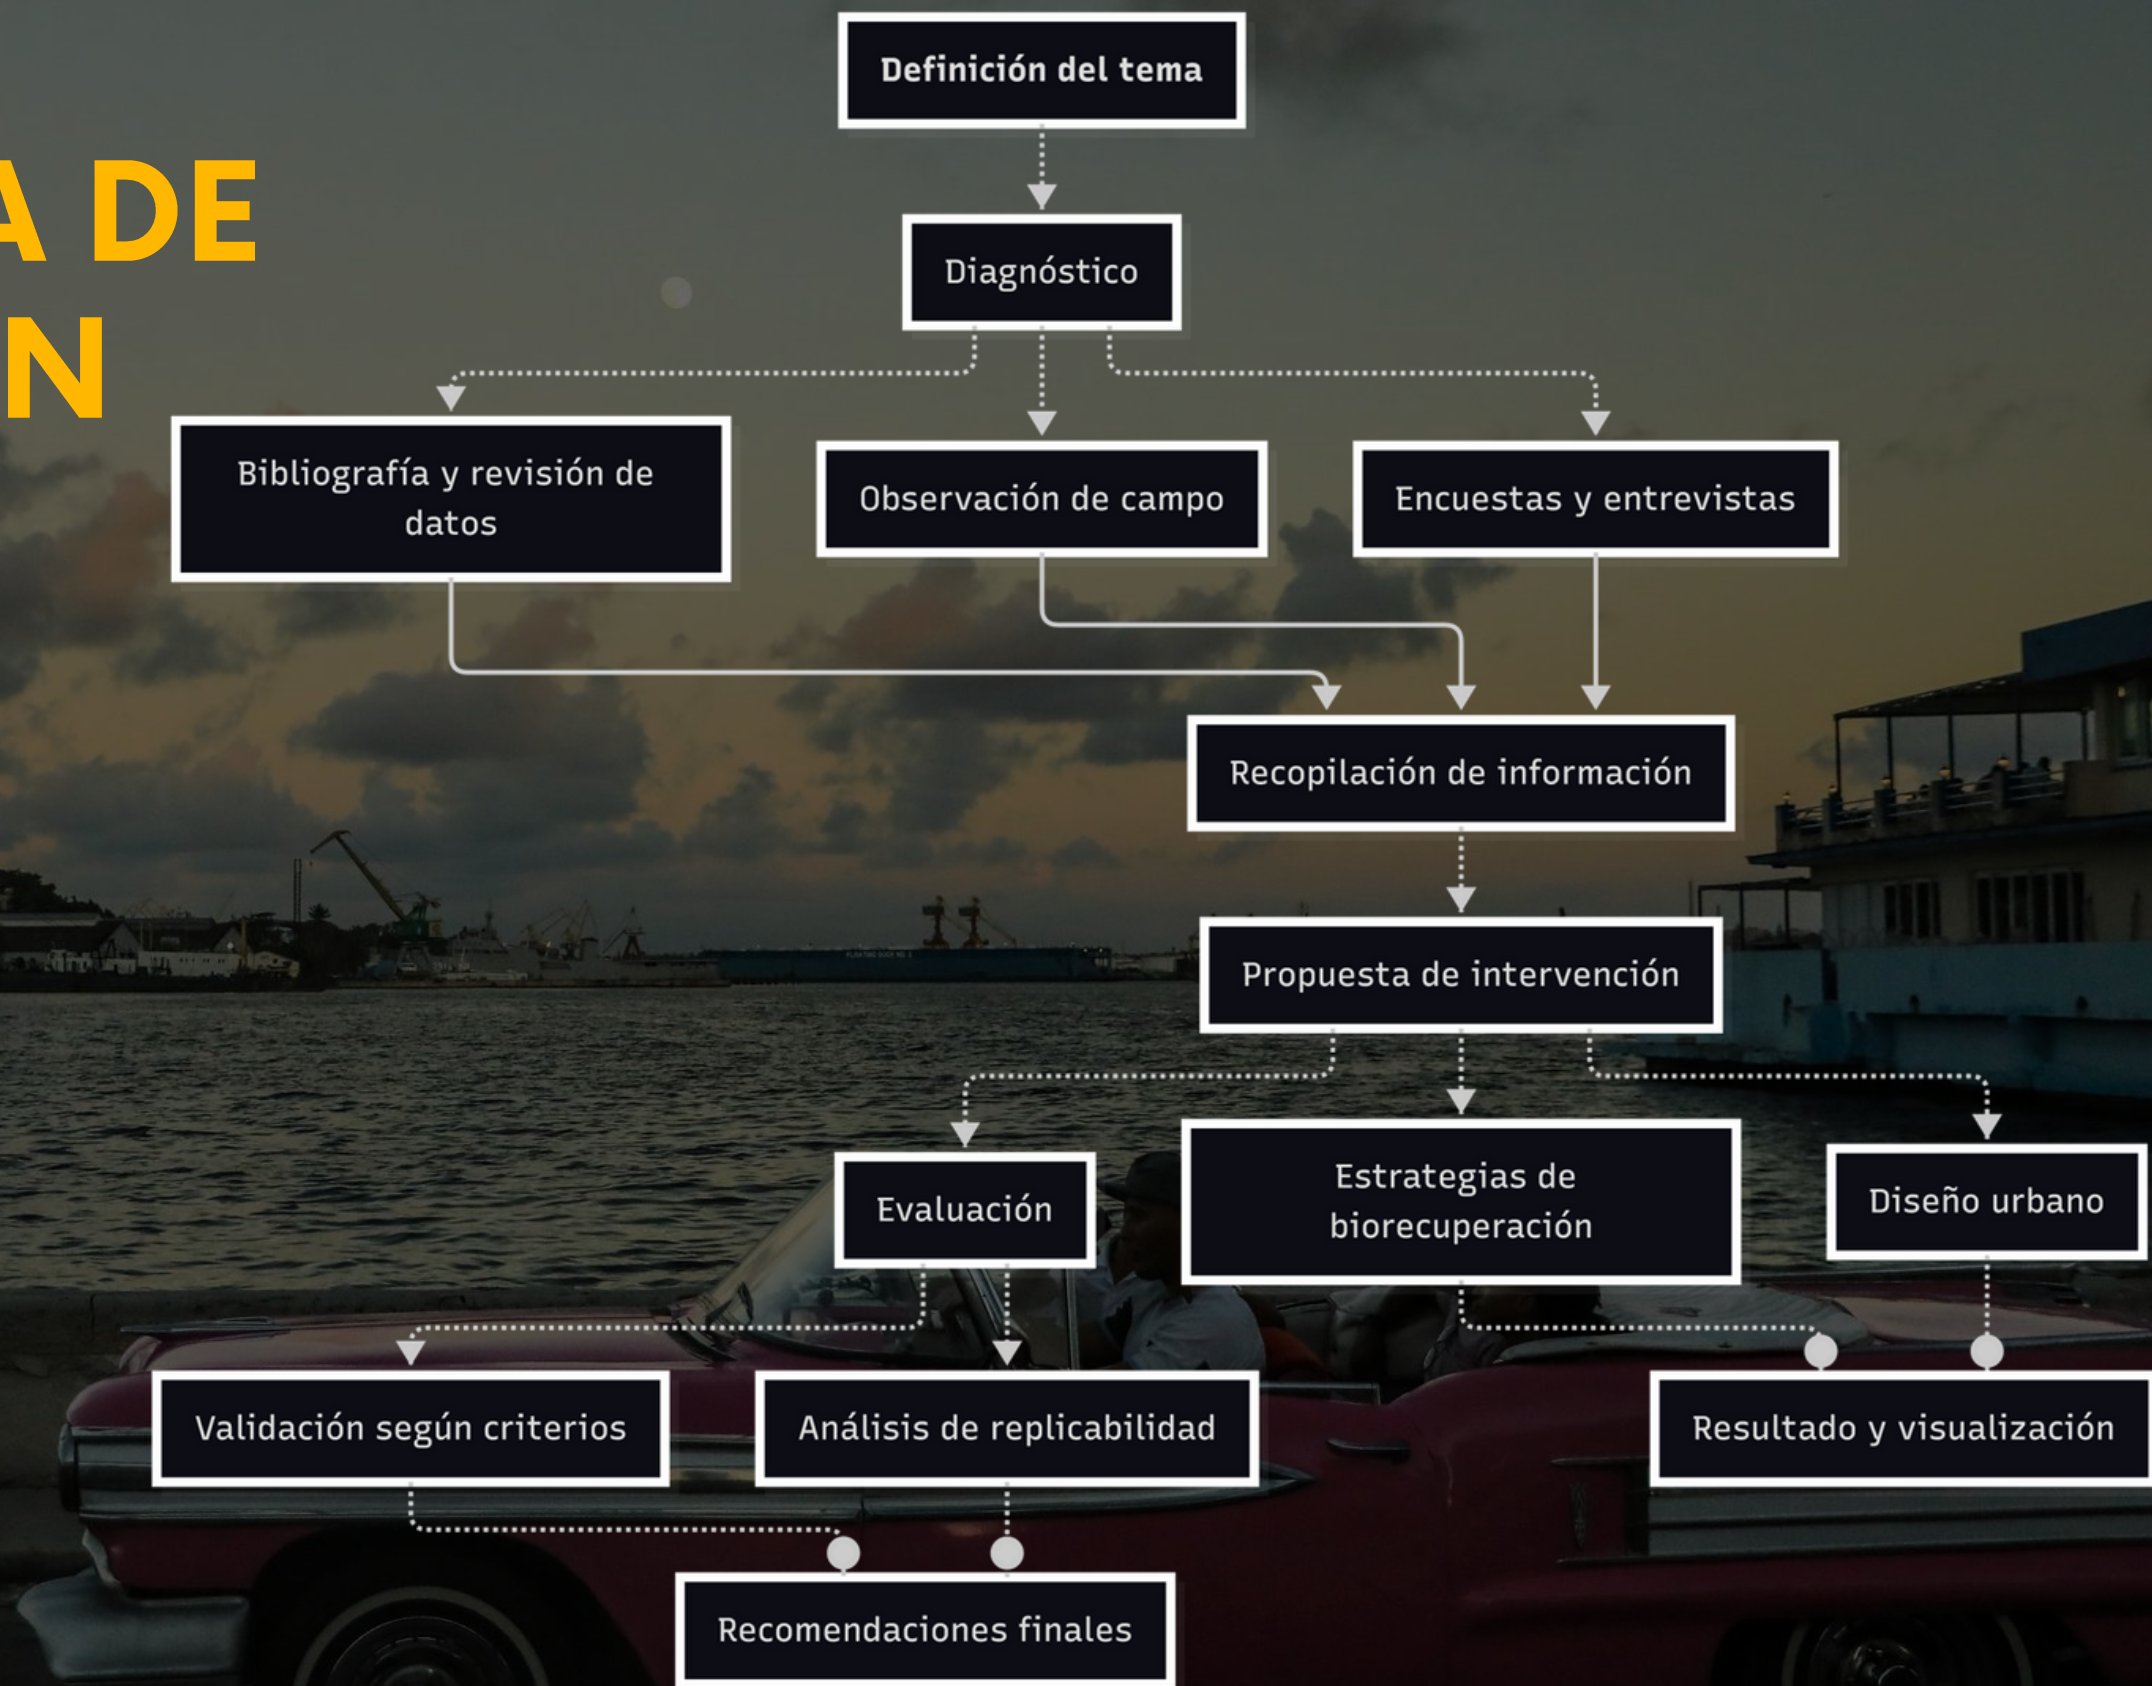 A DE
N
Definición del tema
Diagnóstico
Bibliografía y revisión de
datos
Observación de campo
Encuestas y entrevistas
Recopilación de información
Propuesta de intervención
Evaluación
Estrategias de
biorecuperación
Diseño urbano
Validación según criterios
Análisis de replicabilidad
Resultado y visualización
Recomendaciones finales